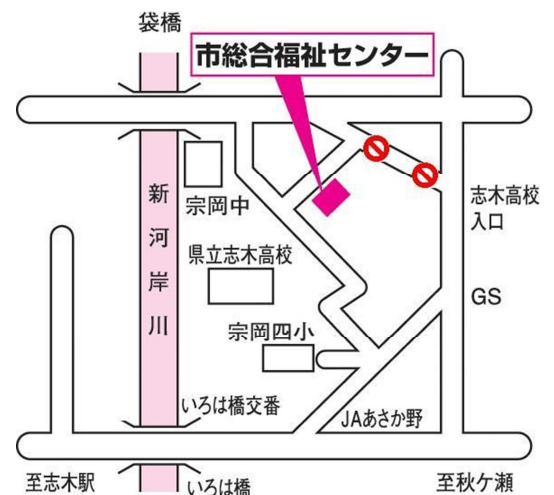 袋橋
市総合福祉センター
宗岡中
新河岸川
志木高校
入口
県立志木高校
GS
宗岡四小
いろは橋交番
JAあさか野
至志木駅
いろは橋
至秋ケ瀬